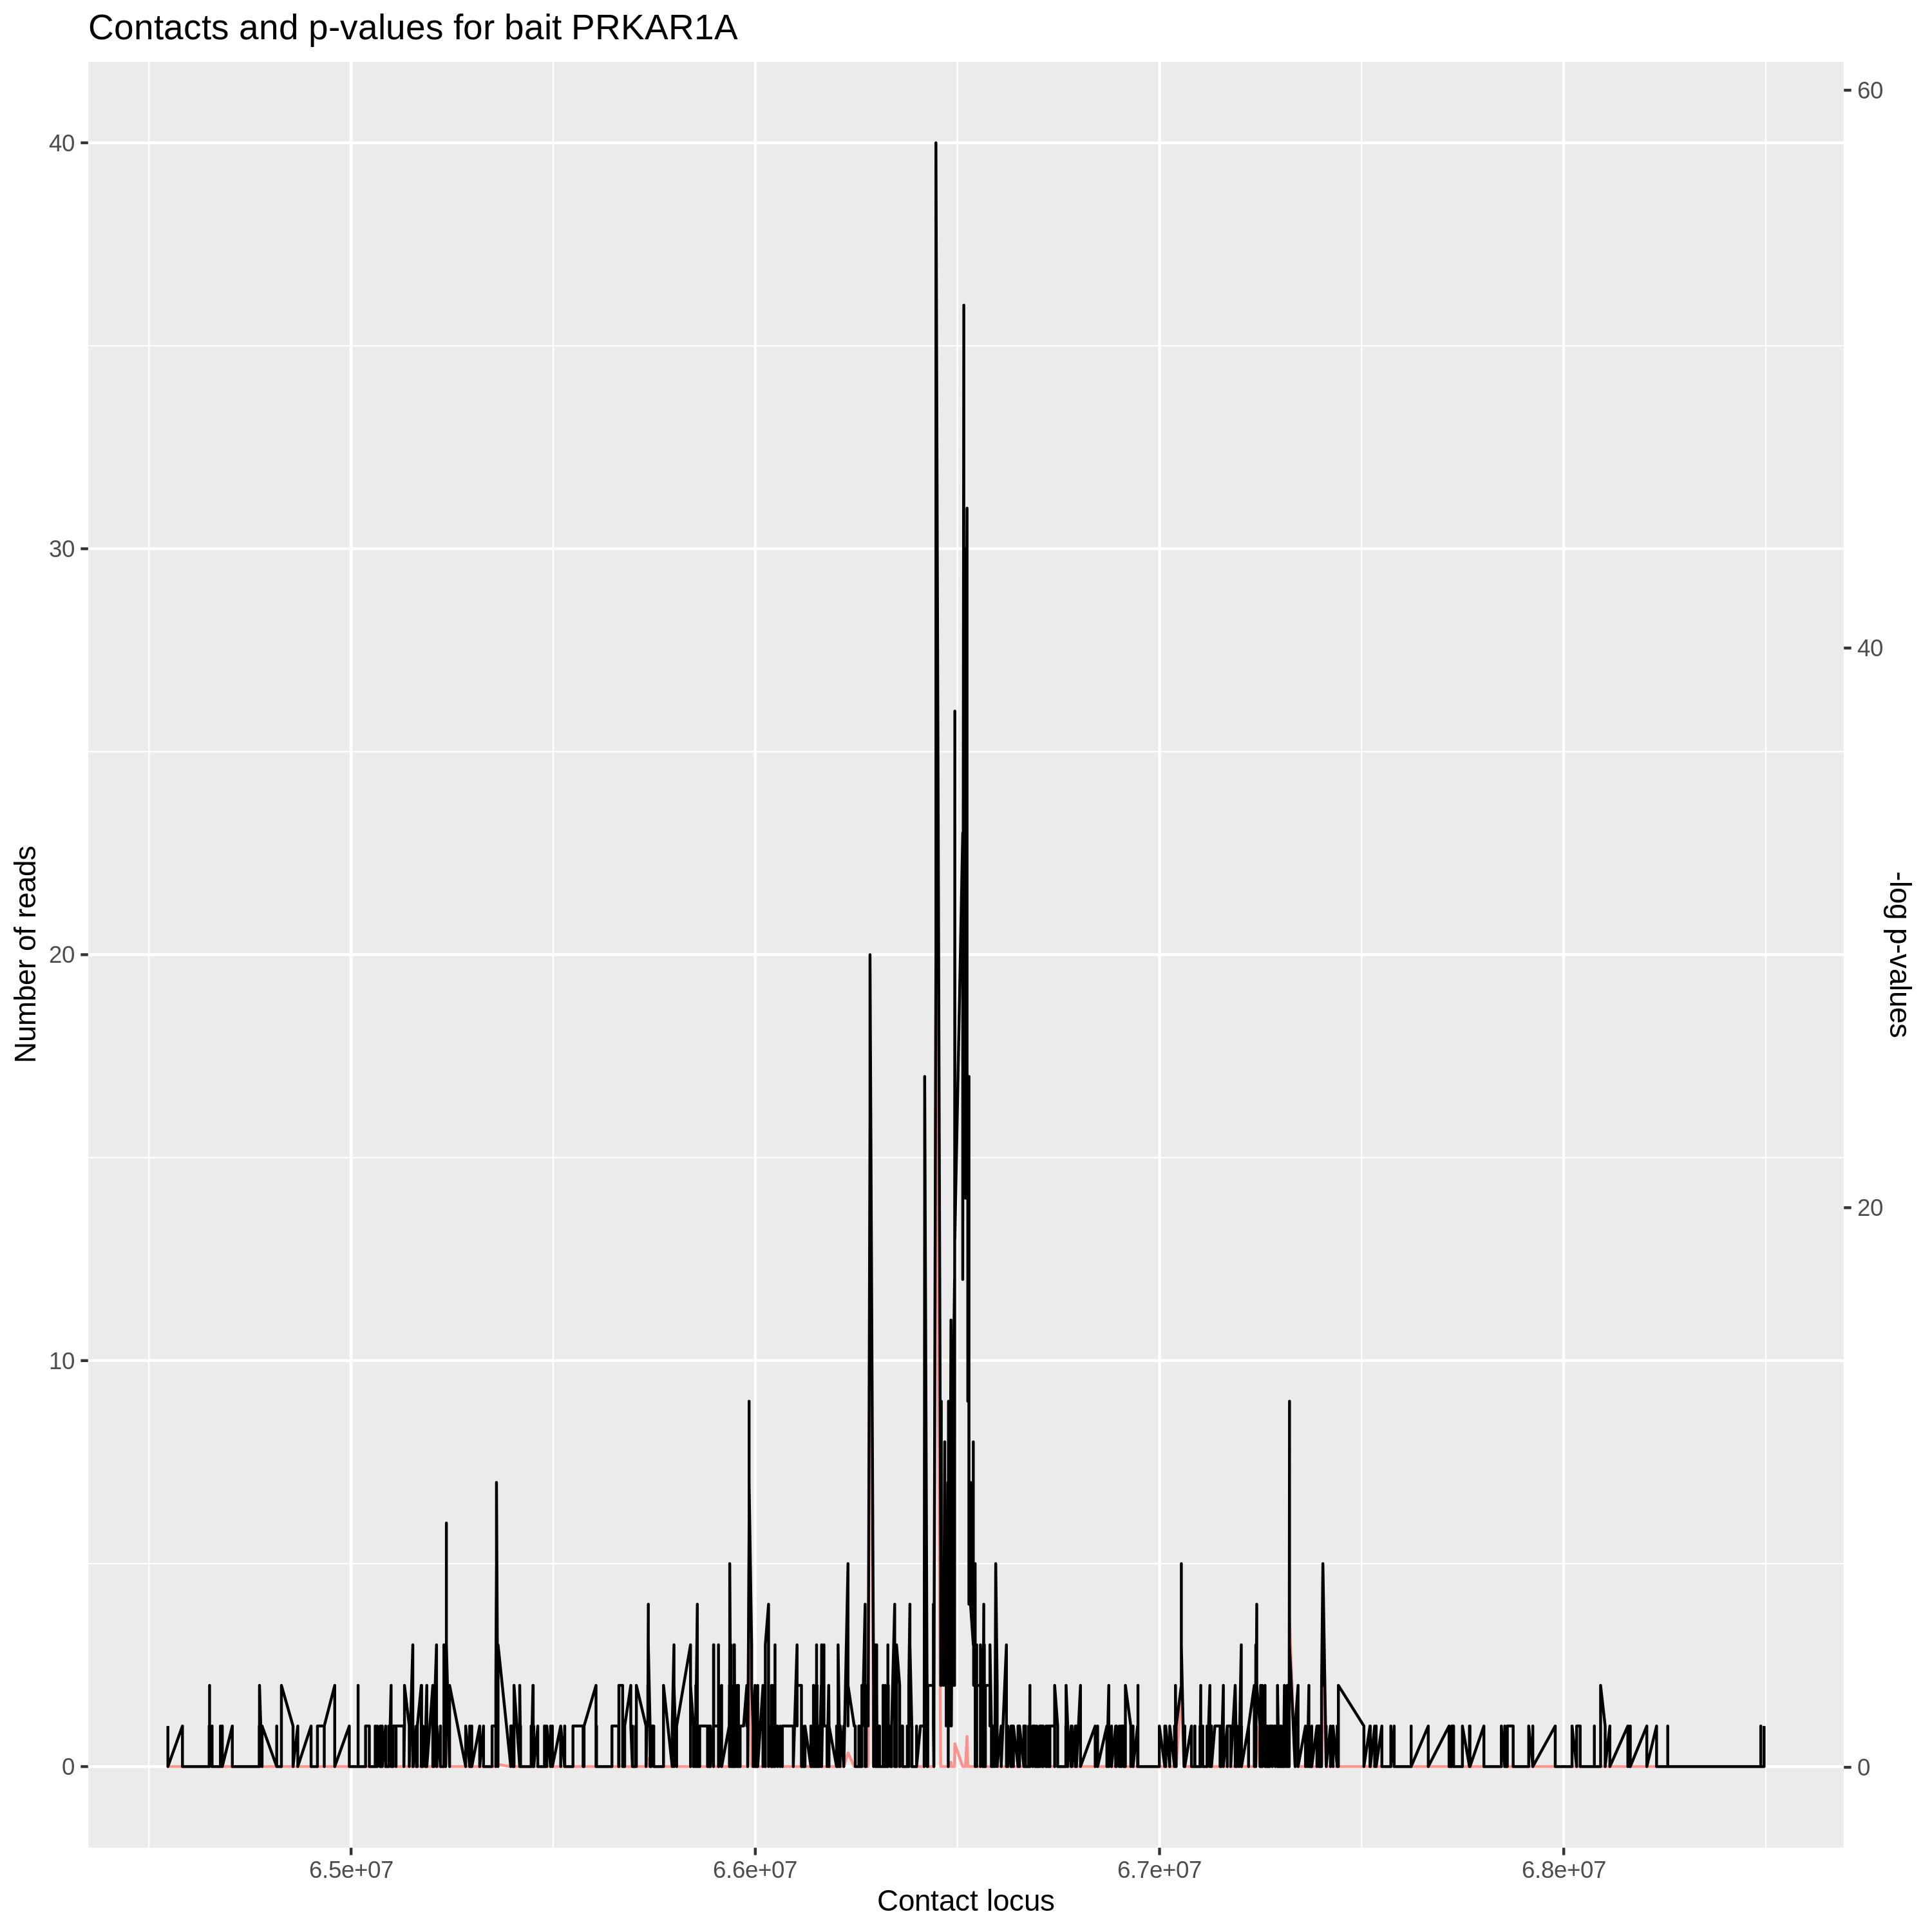 Contacts and p-values for bait PRKAR1A
60
40
40
30
20
20
10
0
0
Number of reads
-log p-values
6.5e+07
6.6e+07
6.7e+07
6.8e+07
Contact locus